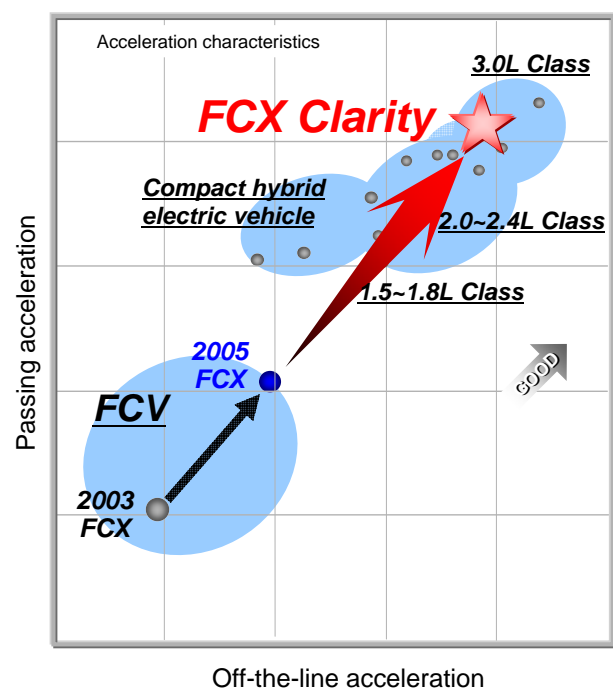 Acceleration characteristics
3.0L Class
FCX Clarity
Compact hybrid
electric vehicle
2.0~2.4L Class
1.5~1.8L Class
2005
FCX
GOOD
FCV
2003
FCX
Passing acceleration
Off-the-line acceleration